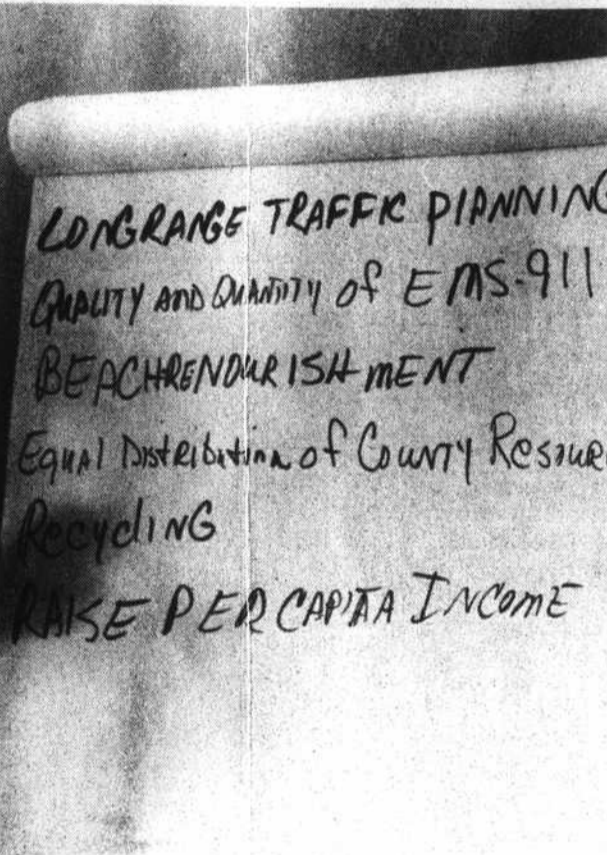 LONGRANGE TRAFFIC PLANNING
QUALITY AND QUANTITY of EMS-911
BEACHRENOURISHMENT
Equal Distribution of County Resour
Recycling
RAISE PER CAPITA INCOME